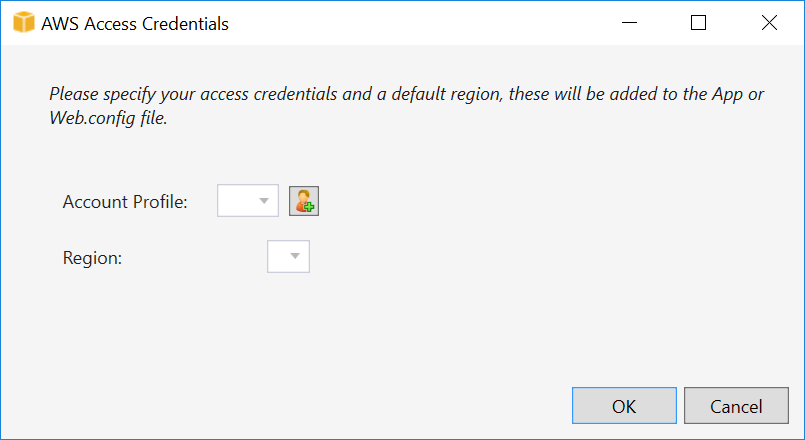 AWS Access Credentials
Please specify your access credentials and a default region, these will be added to the App or
Web.config file.
Account Profile:
Region:
OK
Cancel